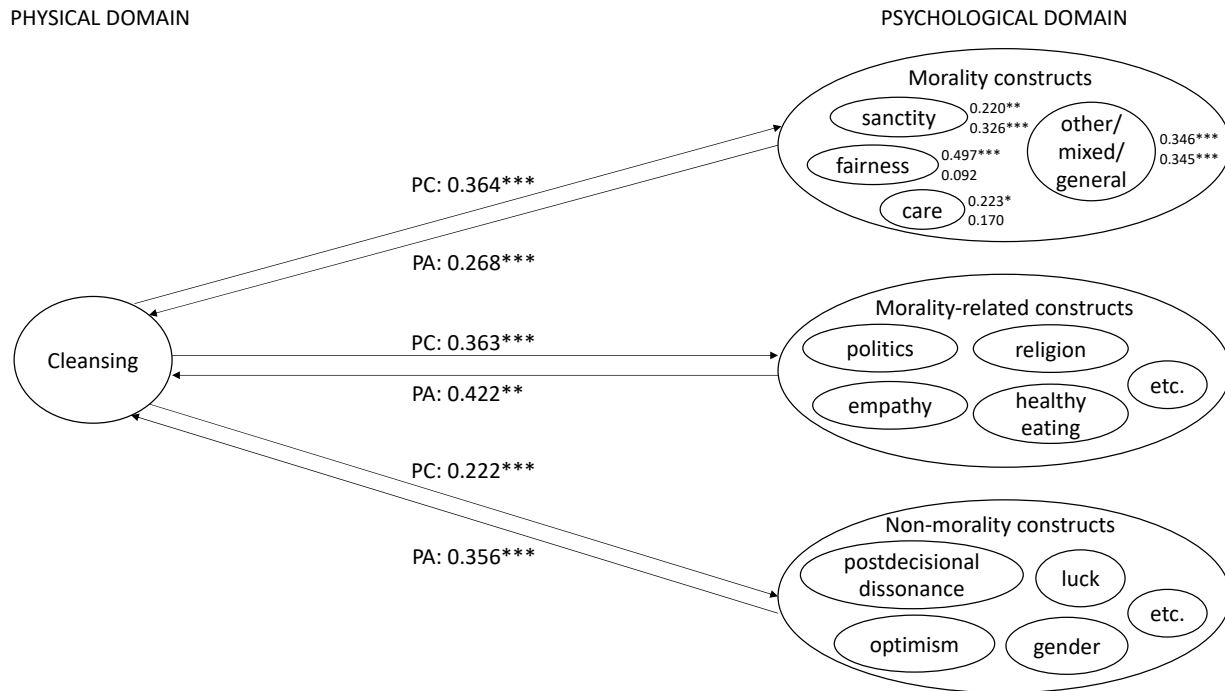 PHYSICAL DOMAIN
PSYCHOLOGICAL DOMAIN
Morality constructs
sanctity
0.220**
0.326***
fairness
0.497***
0.092
care
0.223*
0.170
other/
mixed/
general
0.346***
0.345***
PC: 0.364***
PA: 0.268***
Cleansing
PC: 0.363***
PA: 0.422**
Morality-related constructs
politics
religion
empathy
healthy
eating
etc.
PC: 0.222***
PA: 0.356***
Non-morality constructs
postdecisional
dissonance
luck
optimism
gender
etc.